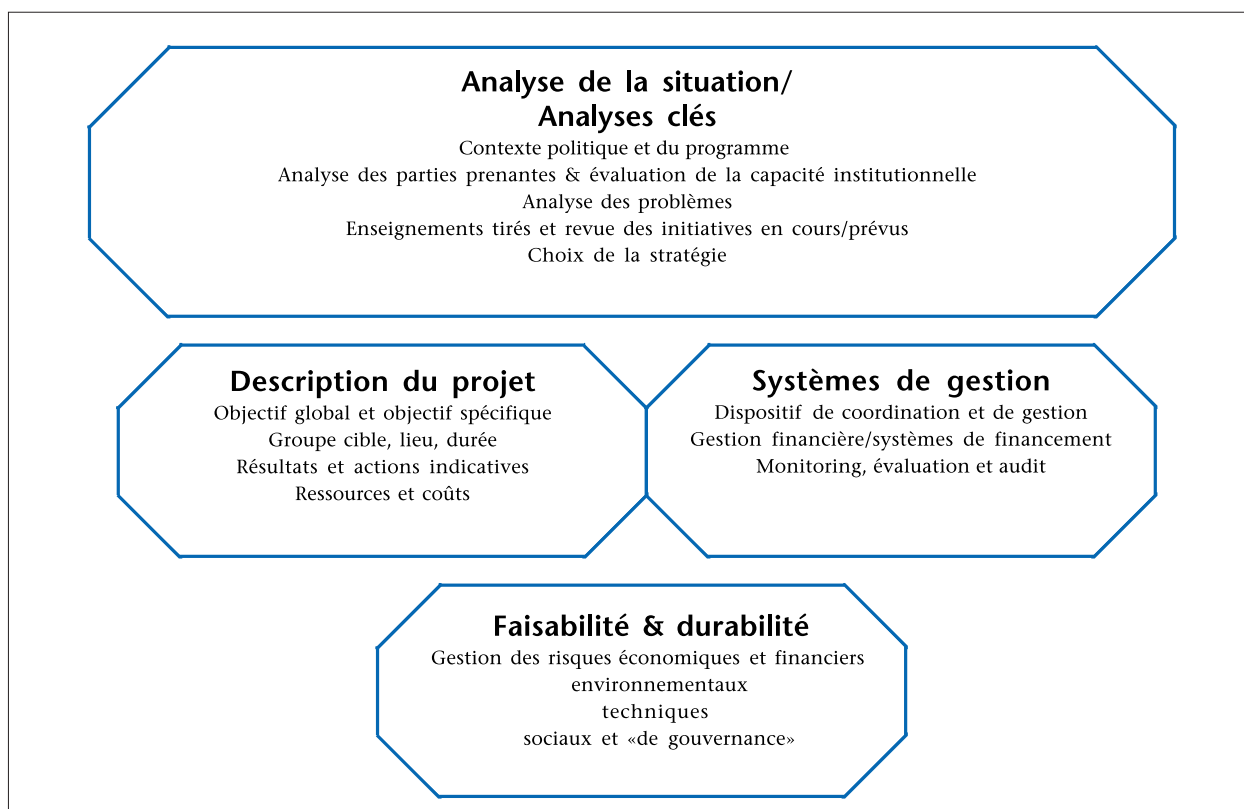 Analyse de la situation/
Analyses clés
Contexte politique et du programme
Analyse des parties prenantes & évaluation de la capacité institutionnelle
Analyse des problèmes
Enseignements tirés et revue des initiatives en cours/prévus
Choix de la stratégie
Description du projet
Objectif global et objectif spécifique
Groupe cible, lieu, durée
Résultats et actions indicatives
Ressources et coûts
Systèmes de gestion
Dispositif de coordination et de gestion
Gestion financière/systèmes de financement
Monitoring, évaluation et audit
Faisabilité & durabilité
Gestion des risques économiques et financiers
environnementaux
techniques
sociaux et «de gouvernance»